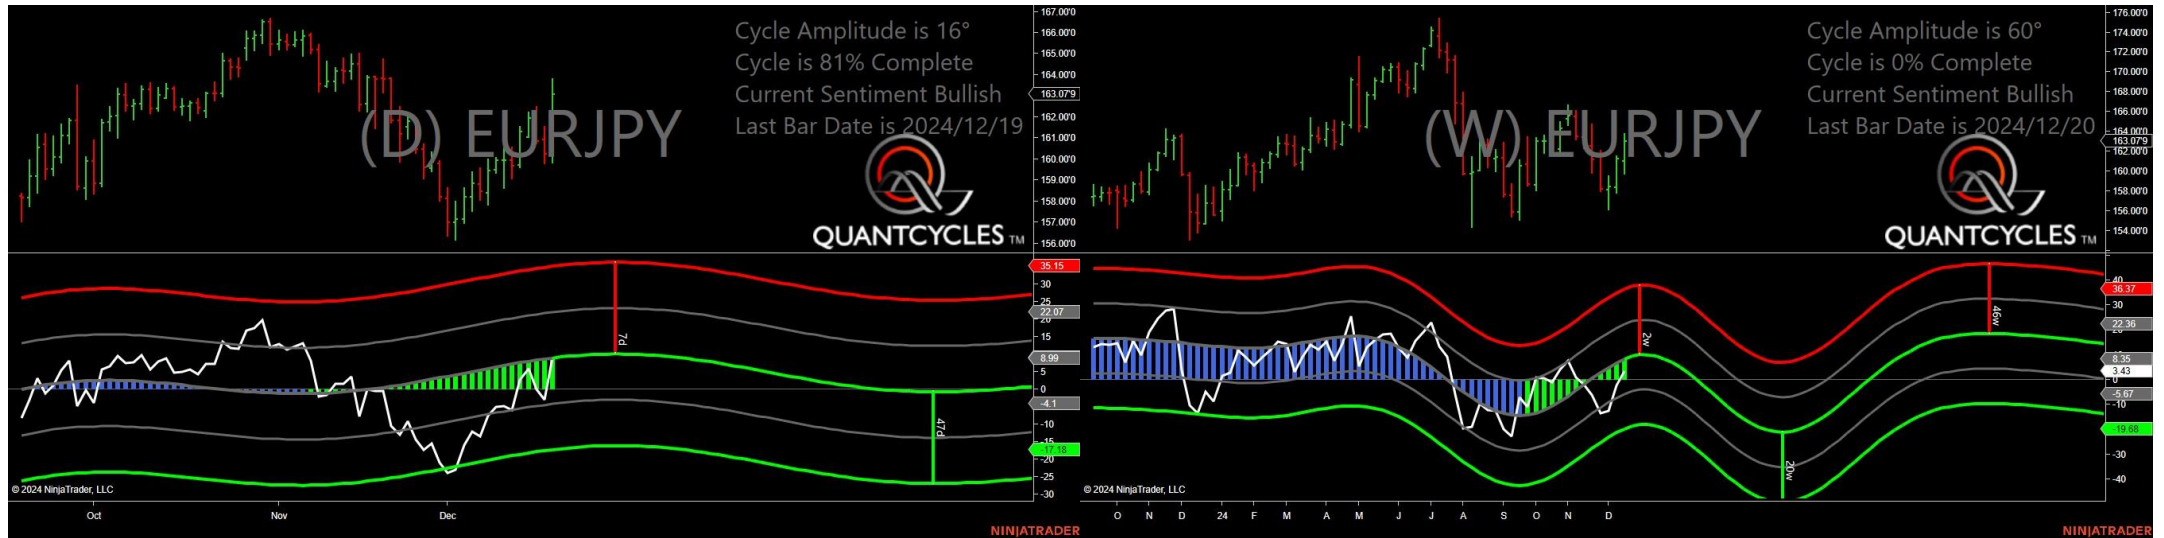 Cycle Amplitude is 16°
Cycle is 81% Complete
Current Sentiment Bullish
Last Bar Date is 2024/12/19
(D) EURJPY
QUANTCYCLES TM
167.00'0
166.00'0
165.00'0
164.00'0
163.07'9
162.00'0
161.00'0
160.00'0
159.00'0
158.00'0
157.00'0
156.00'0
35.15
30
25
22.07
20
15
8.99
5
0
-4.1
-10
-15
-17.18
-20
-25
-30
7d
47d
© 2024 NinjaTrader, LLC
Oct
Nov
Dec
NINJATRADER
Cycle Amplitude is 60°
Cycle is 0% Complete
Current Sentiment Bullish
Last Bar Date is 2024/12/20
(W) EURJPY
QUANTCYCLES TM
176.00'0
174.00'0
172.00'0
170.00'0
168.00'0
166.00'0
164.00'0
163.07'9
162.00'0
160.00'0
158.00'0
156.00'0
154.00'0
40
36.37
30
22.36
20
8.35
3.43
0
-5.67
-10
-19.68
-30
-40
2w
20w
46w
© 2024 NinjaTrader, LLC
O N D 24 F M A M J J A S O N D
NINJATRADER